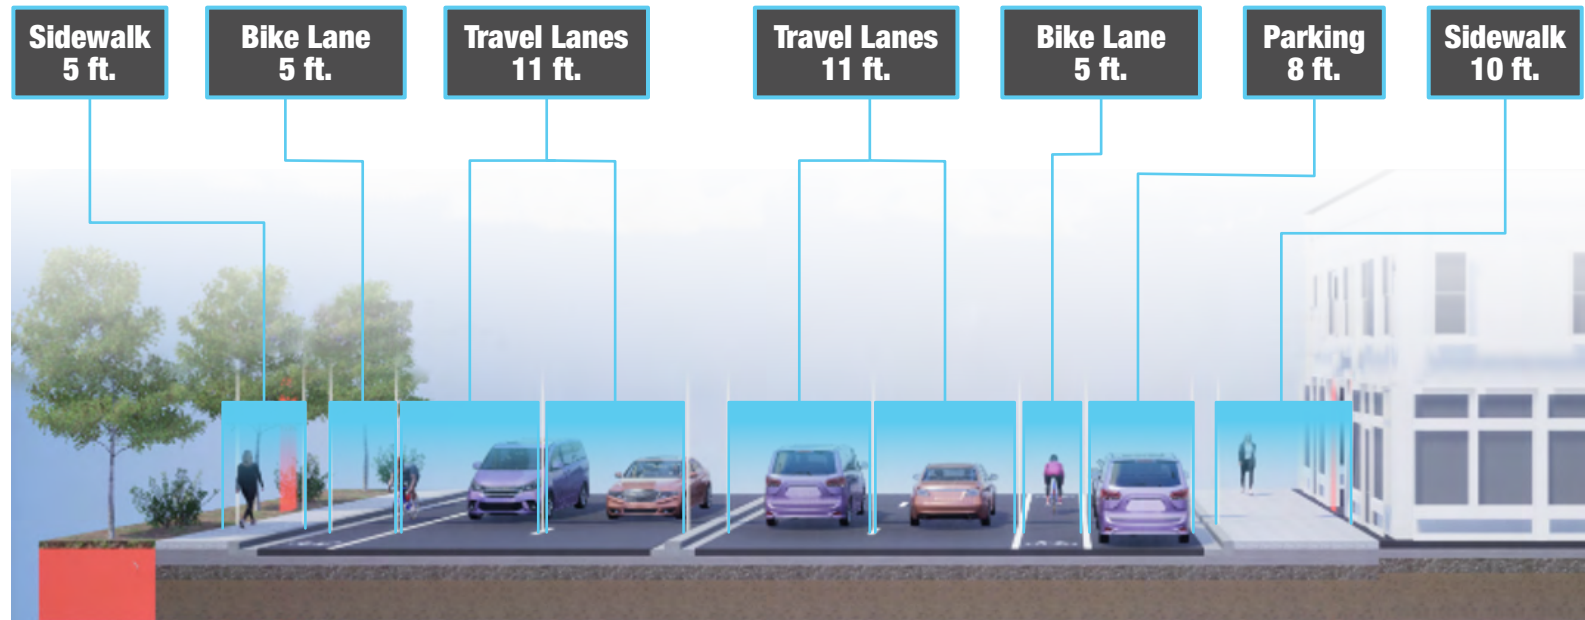 Sidewalk
5 ft.
Bike Lane
5 ft.
Travel Lanes
11 ft.
Travel Lanes
11 ft.
Bike Lane
5 ft.
Parking
8 ft.
Sidewalk
10 ft.